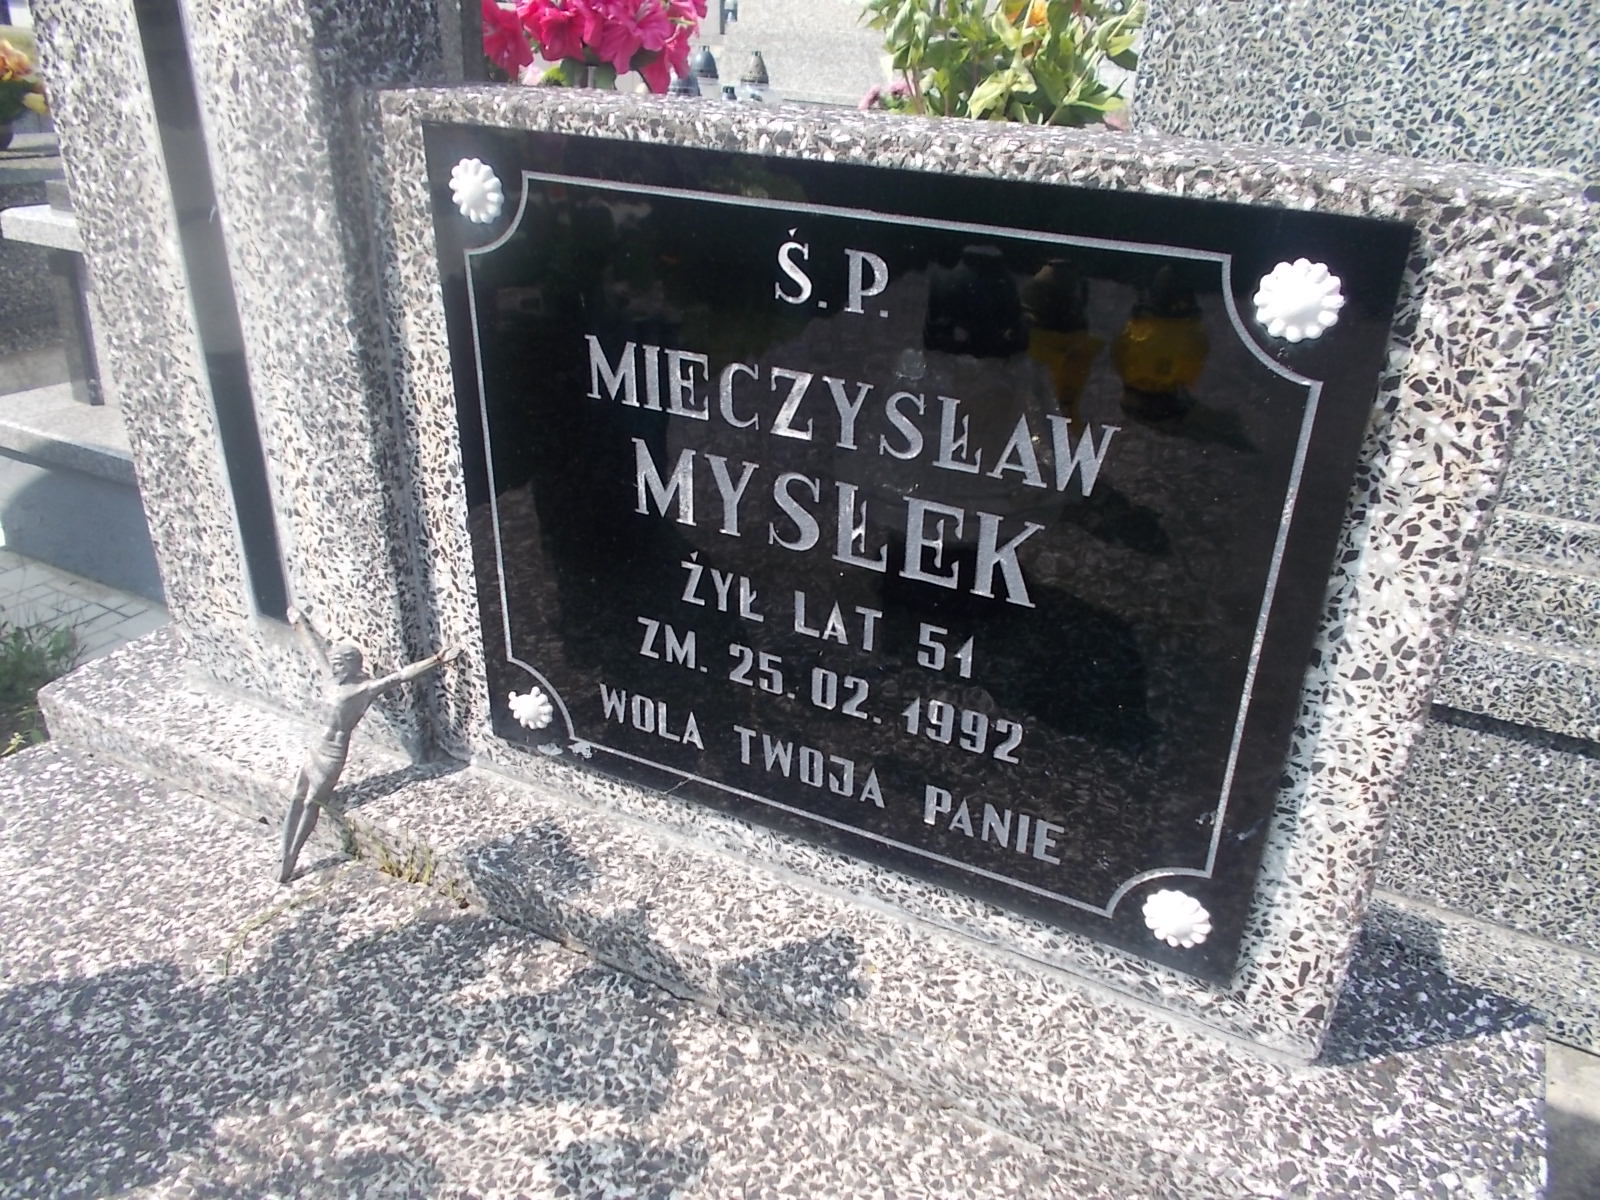 Ś.P.
MIECZYSŁAW
MYSŁEK
ŻYŁ LAT 51
ZM. 25.02.1992
WOLA TWOJA PANIE